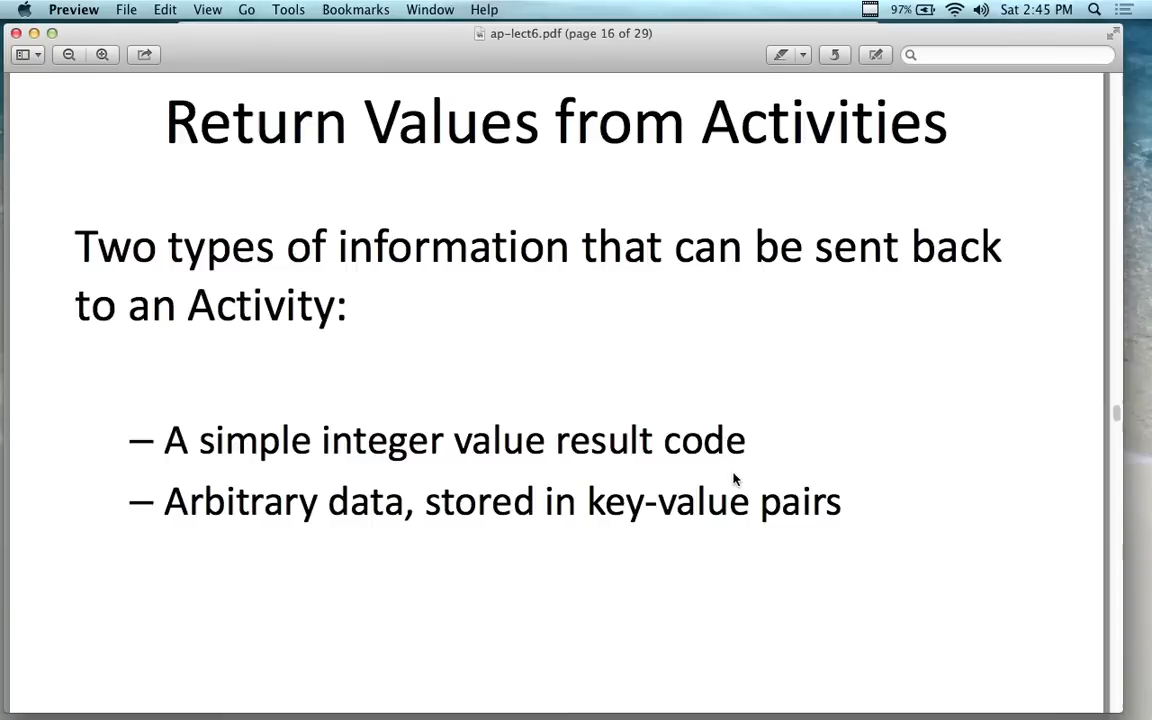 Preview File Edit View Go Tools Bookmarks Window Help 97% Sat 2:45 PM
ap-lect6.pdf (page 16 of 29)
Return Values from Activities
Two types of information that can be sent back
to an Activity:
– A simple integer value result code
– Arbitrary data, stored in key-value pairs